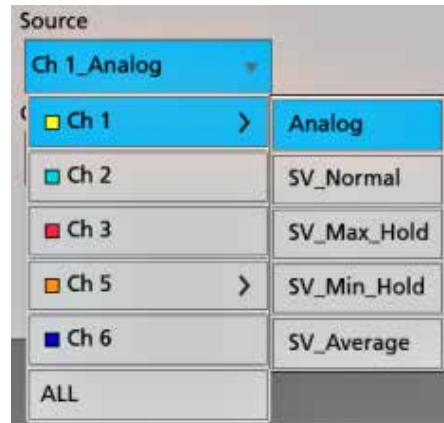 Source
Ch 1_Analog
Ch 1
Analog
Ch 2
SV_Normal
Ch 3
SV_Max_Hold
Ch 5
SV_Min_Hold
Ch 6
SV_Average
ALL